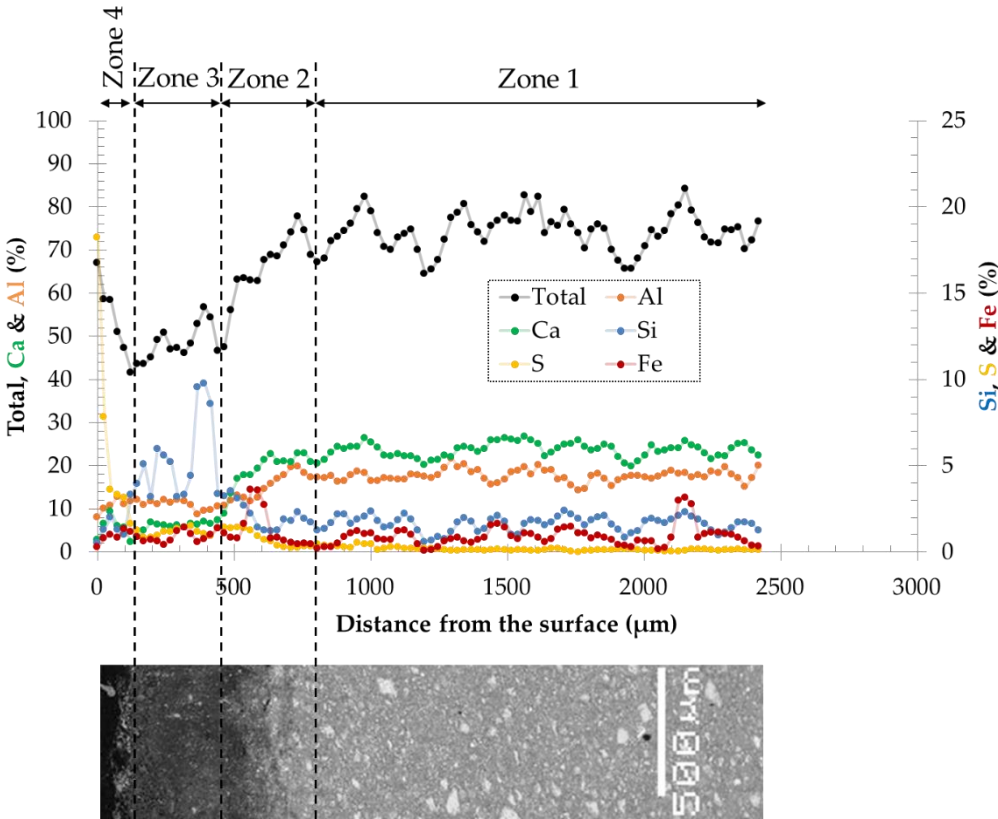 Zone 4
Zone 3
Zone 2
Zone 1
100
90
80
70
60
50
40
30
20
10
0
25
20
15
10
5
0
Total, Ca & Al (%)
Si, S & Fe (%)
Total
Al
Ca
Si
S
Fe
0
500
1000
1500
2000
2500
3000
Distance from the surface (μm)
500μm